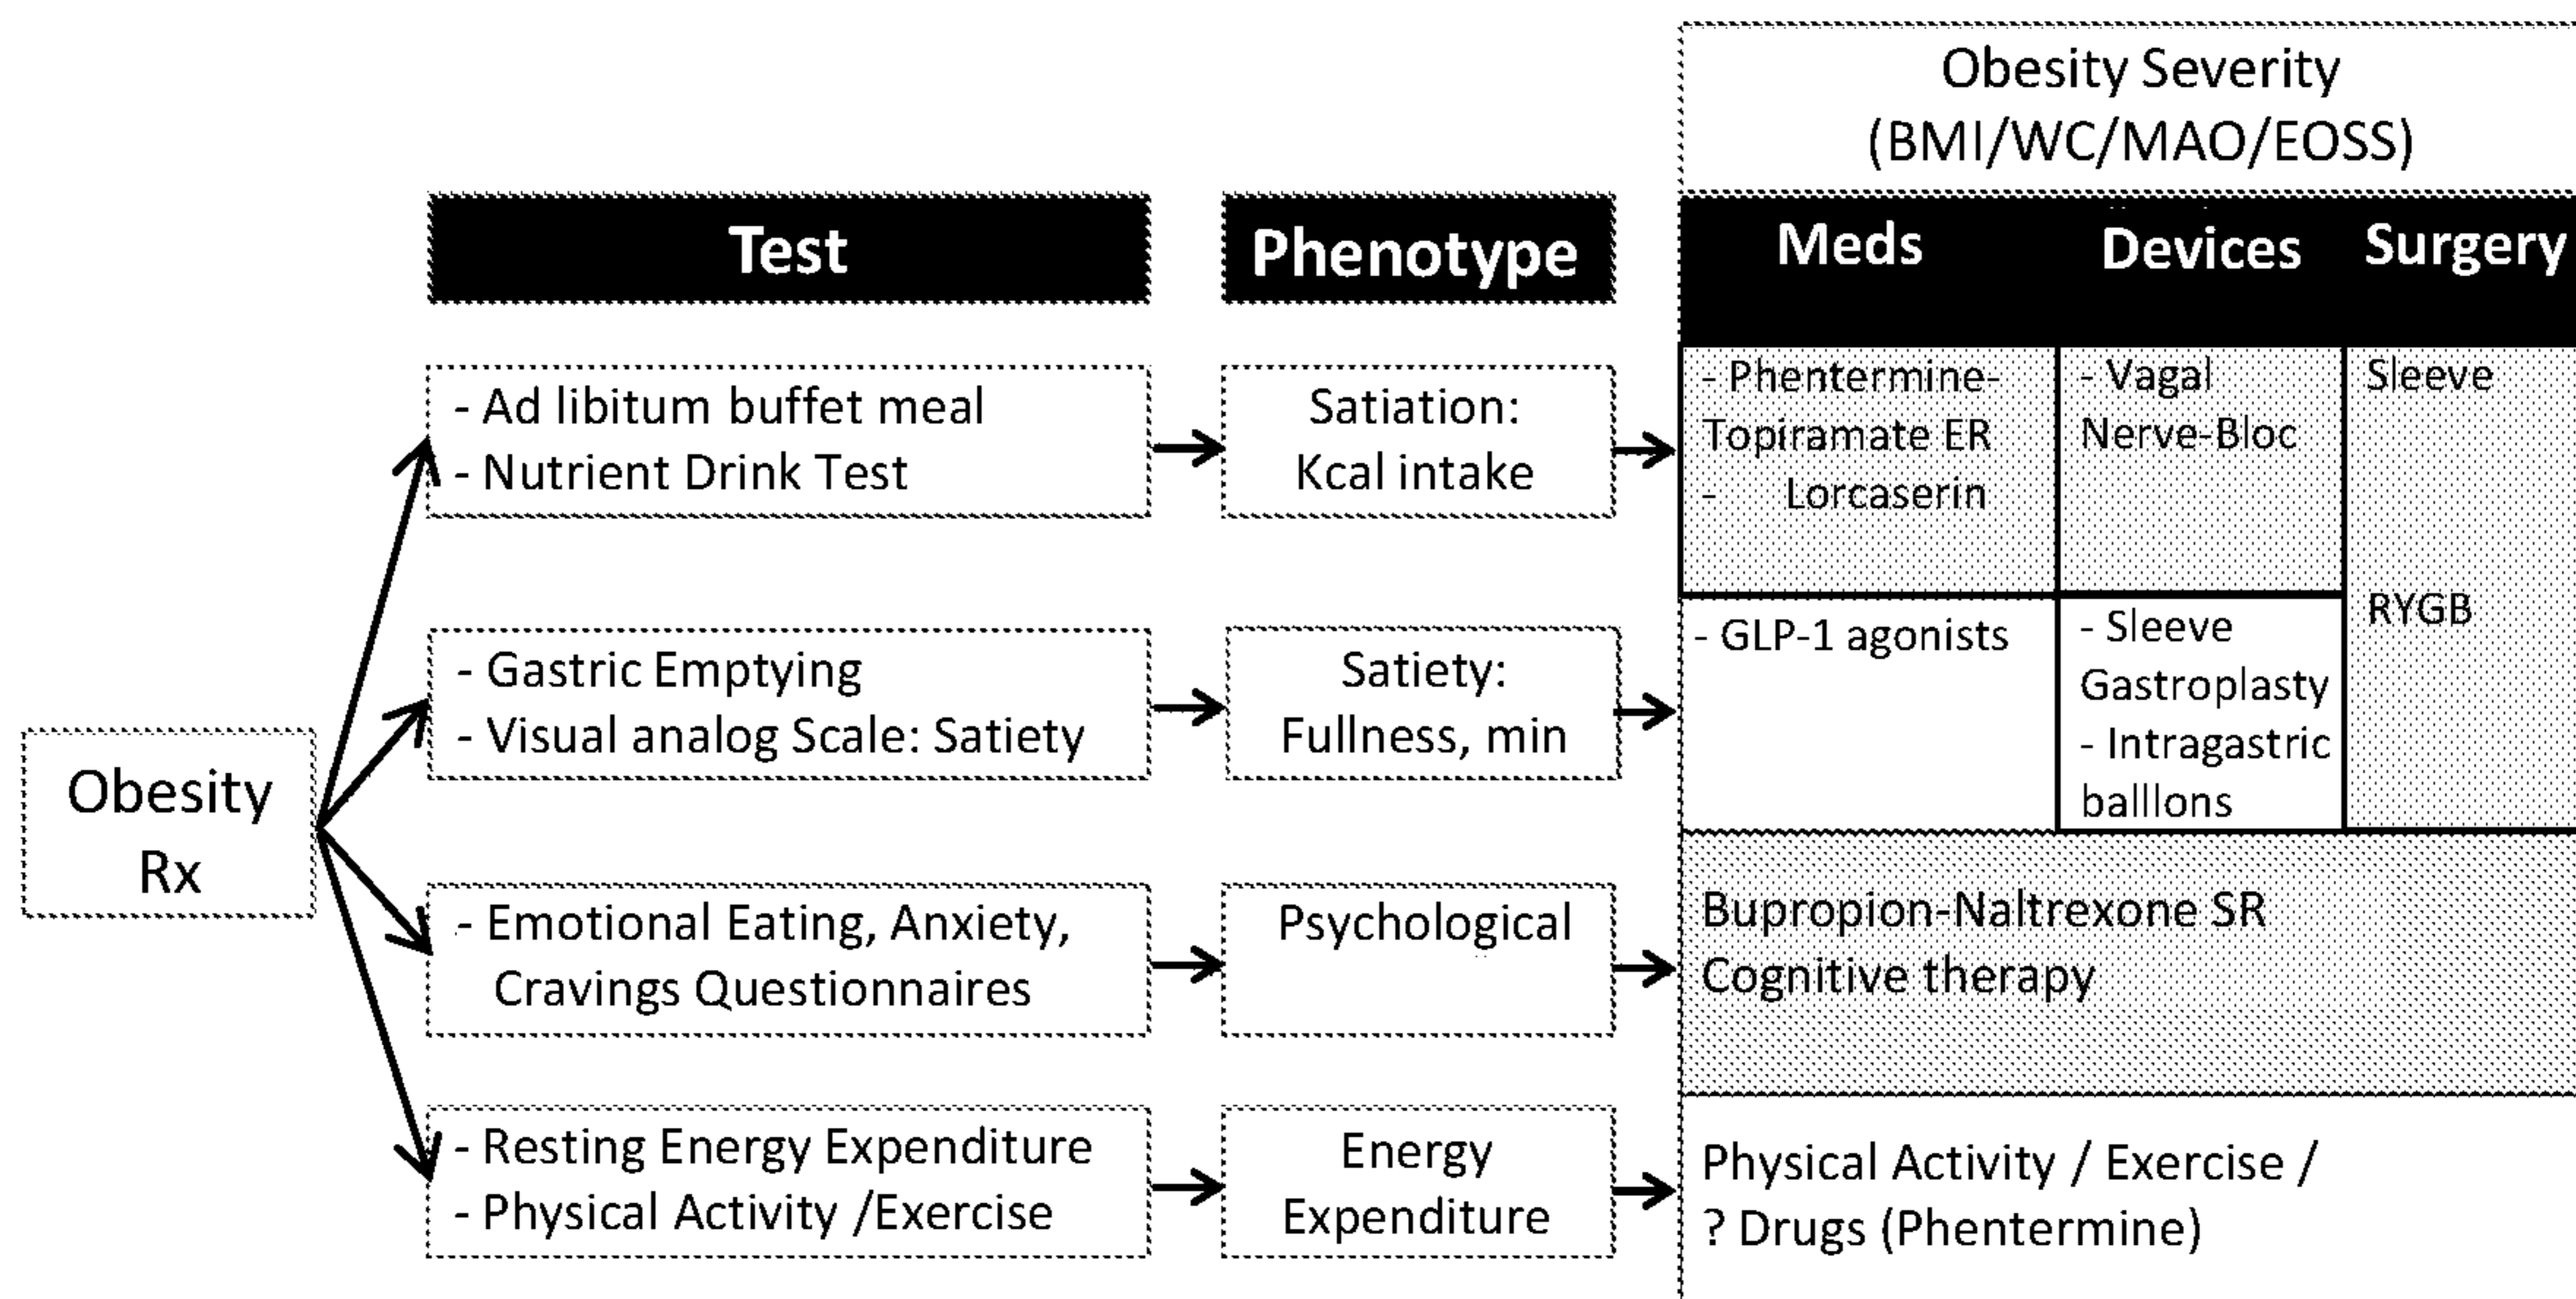 Obesity Severity
(BMI/WC/MAO/EOSS)
Test
Phenotype
Meds
Devices
Surgery
- Ad libitum buffet meal
- Nutrient Drink Test
Satiation:
Kcal intake
- Phentermine-
Topiramate ER
- Lorcaserin
- Vagal
Nerve-Bloc
Sleeve
RYGB
- Gastric Emptying
- Visual analog Scale: Satiety
Satiety:
Fullness, min
- GLP-1 agonists
- Sleeve
Gastroplasty
- Intragastric
balllons
Obesity
Rx
- Emotional Eating, Anxiety,
Cravings Questionnaires
Psychological
Bupropion-Naltrexone SR
Cognitive therapy
- Resting Energy Expenditure
- Physical Activity /Exercise
Energy
Expenditure
Physical Activity / Exercise /
? Drugs (Phentermine)